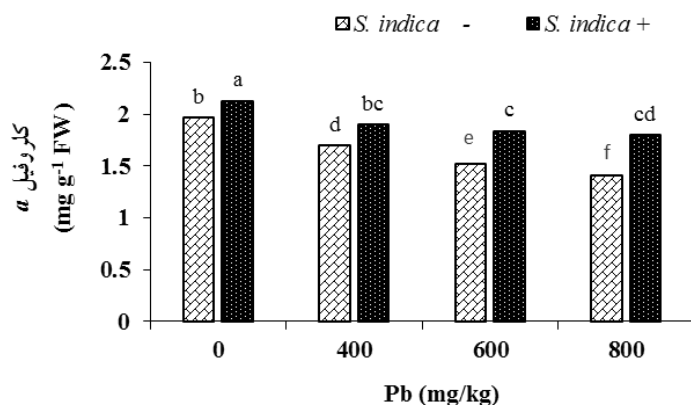 S. indica - S. indica +
کلروفیل a
(mg g-1 FW)
2.5
2
1.5
1
0.5
0
b a d bc e c f cd
0 400 600 800
Pb (mg/kg)